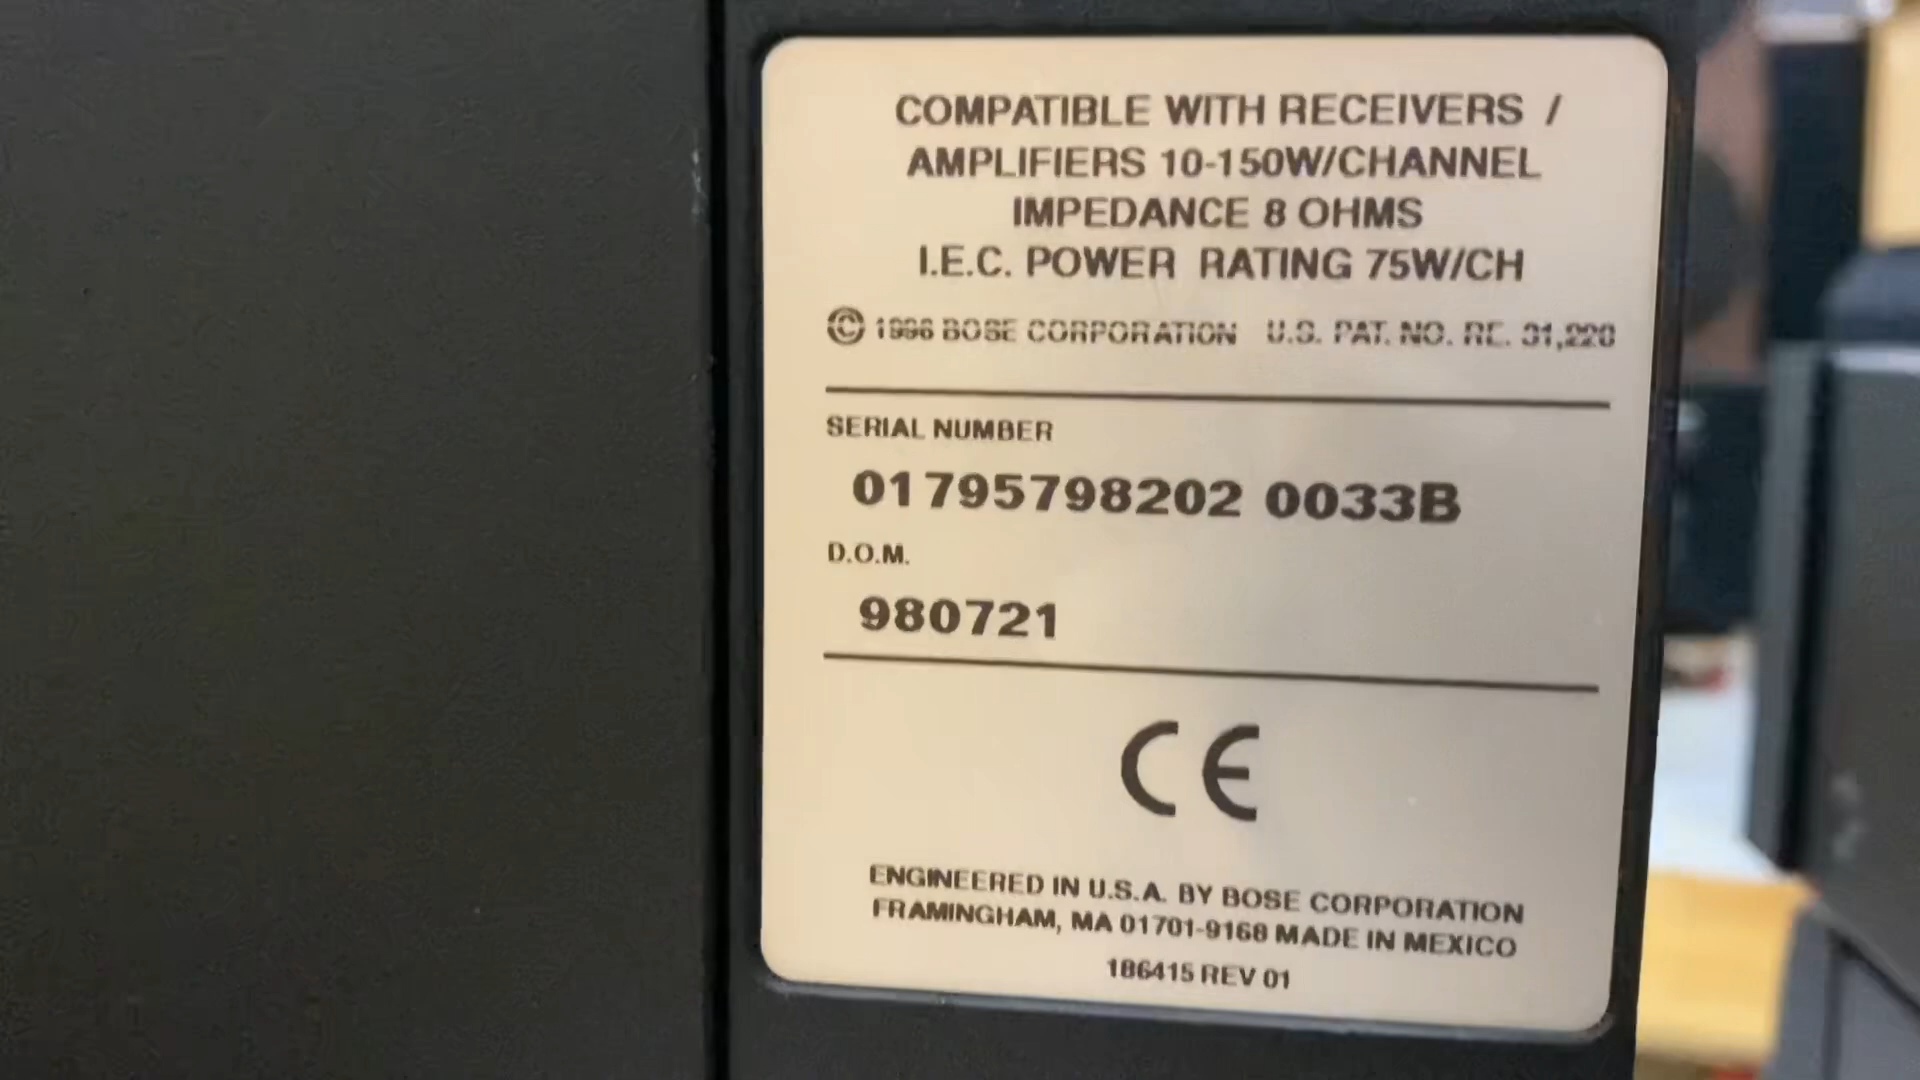 COMPATIBLE WITH RECEIVERS /
AMPLIFIERS 10-150W/CHANNEL
IMPEDANCE 8 OHMS
I.E.C. POWER RATING 75W/CH
© 1996 BOSE CORPORATION U.S. PAT. NO. RE. 31,228
SERIAL NUMBER
01795798202 0033B
D.O.M.
980721
CE
ENGINEERED IN U.S.A. BY BOSE CORPORATION
FRAMINGHAM, MA 01701-9168 MADE IN MEXICO
186415 REV 01